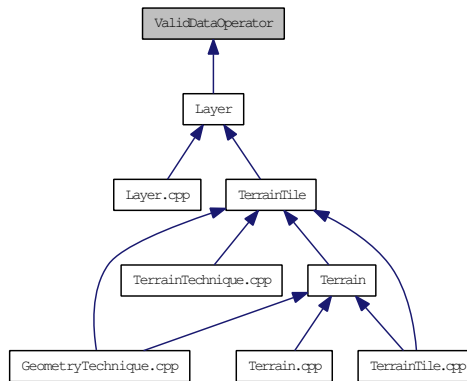 ValidDataOperator
Layer
Layer.cpp
TerrainTile
TerrainTechnique.cpp
Terrain
GeometryTechnique.cpp
Terrain.cpp
TerrainTile.cpp